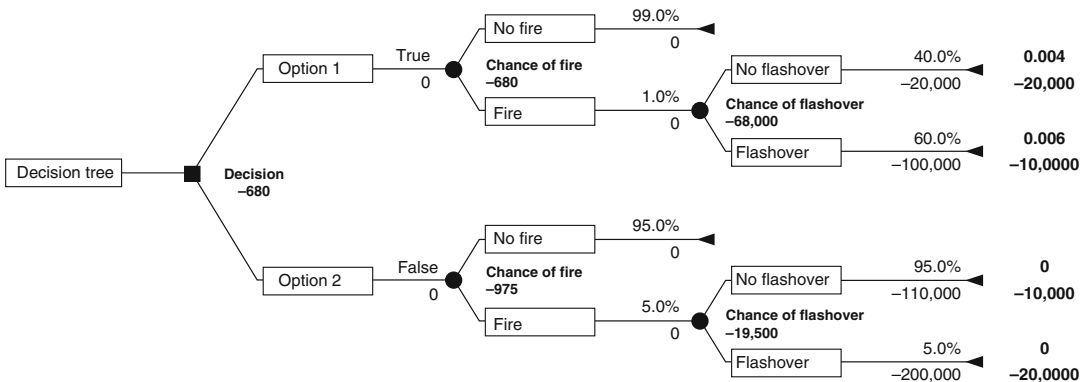 No fire
99.0%
0
True
0
Option 1
Chance of fire
–680
Fire
1.0%
0
No flashover
40.0%
–20,000
0.004
–20,000
Chance of flashover
–68,000
Flashover
60.0%
–100,000
0.006
–10,0000
Decision tree
Decision
–680
No fire
95.0%
0
False
0
Option 2
Chance of fire
–975
Fire
5.0%
0
No flashover
95.0%
–110,000
0
–10,000
Chance of flashover
–19,500
Flashover
5.0%
–200,000
0
–20,0000